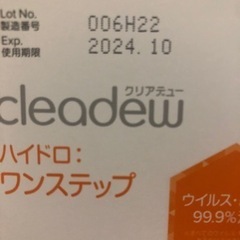 Lot No.
製造番号 006H22
Exp.
使用期限 2024.10
クリアデュー
cleadew
ハイドロ:
ワンステップ
ウイルス・
99.9%